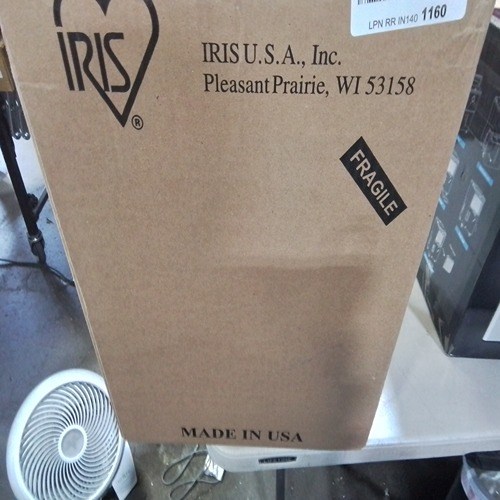 LPN RR IN140 1160
IRIS
®
IRIS U.S.A., Inc.
Pleasant Prairie, WI 53158
FRAGILE
MADE IN USA